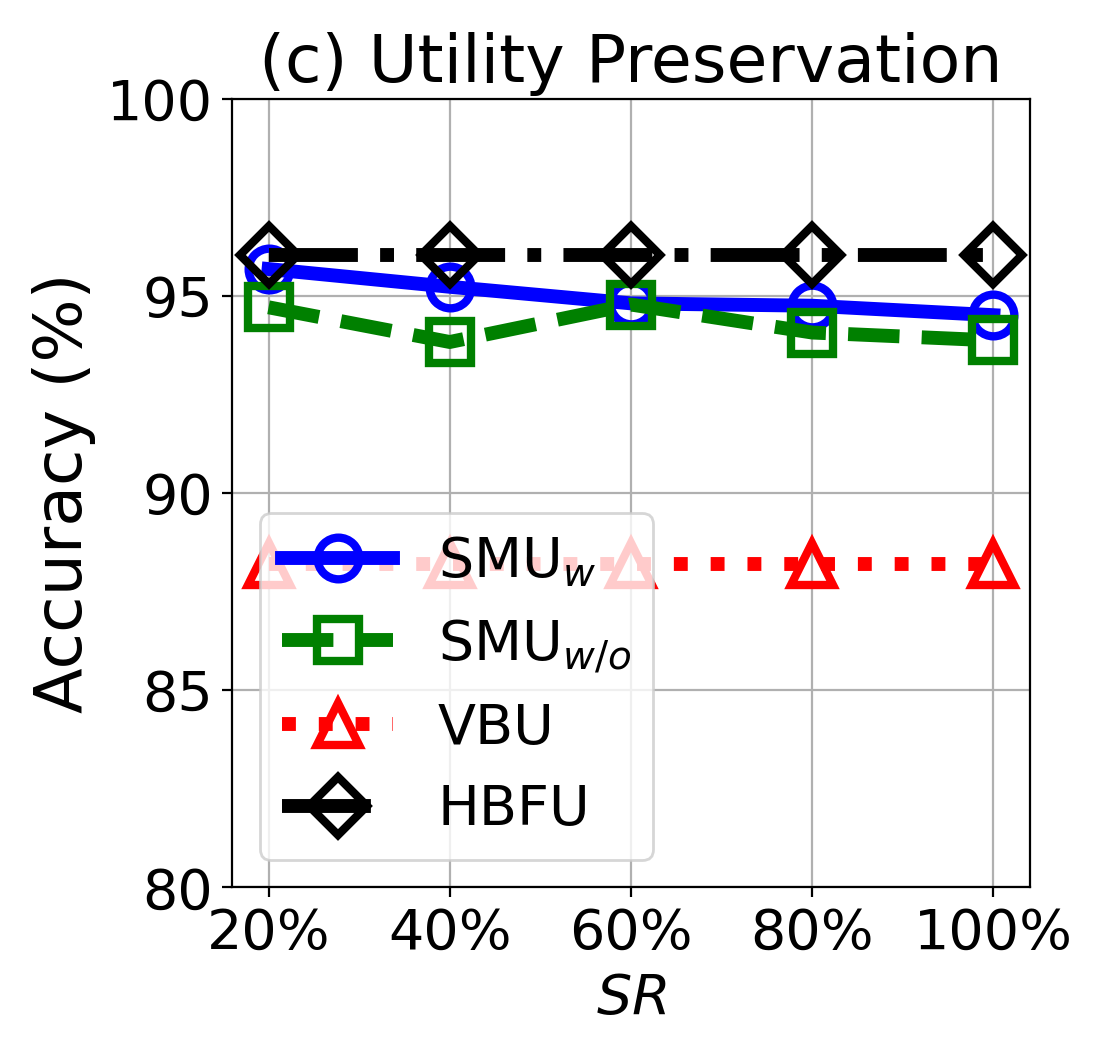 (c) Utility Preservation
Accuracy (%)
100
95
90
85
80
SMU_w
SMU_w/o
VBU
HBFU
20% 40% 60% 80% 100%
SR